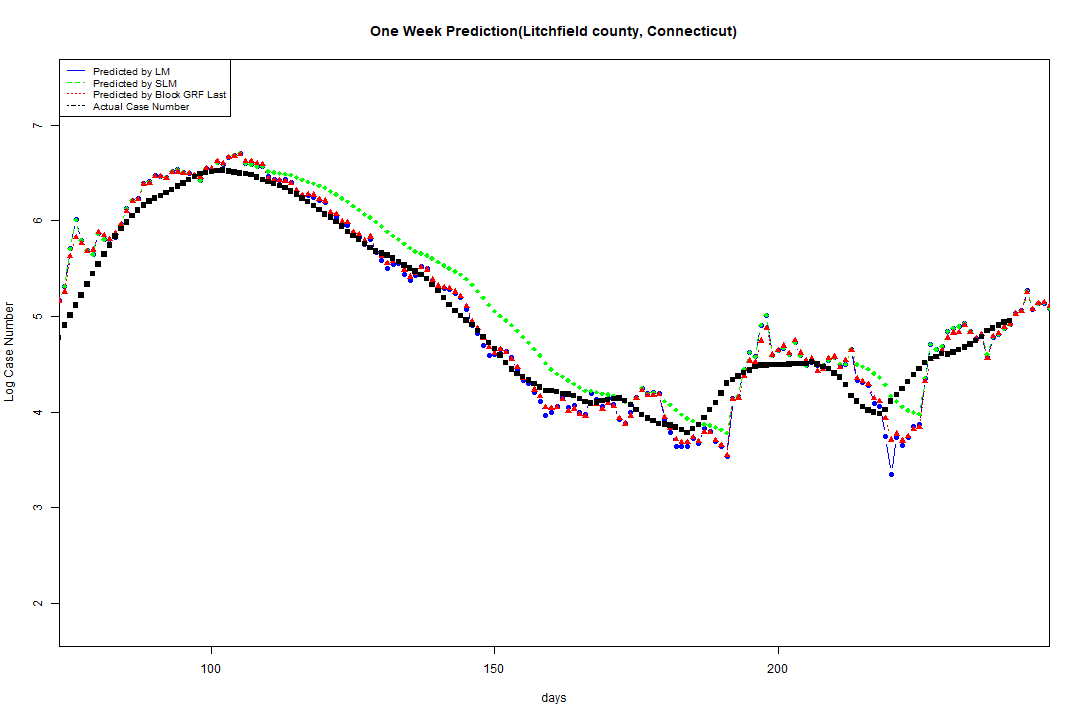 One Week Prediction(Litchfield county, Connecticut)
Predicted by LM
Predicted by SLM
Predicted by Block GRF Last
Actual Case Number
Log Case Number
7
6
5
4
3
2
100
150
200
days